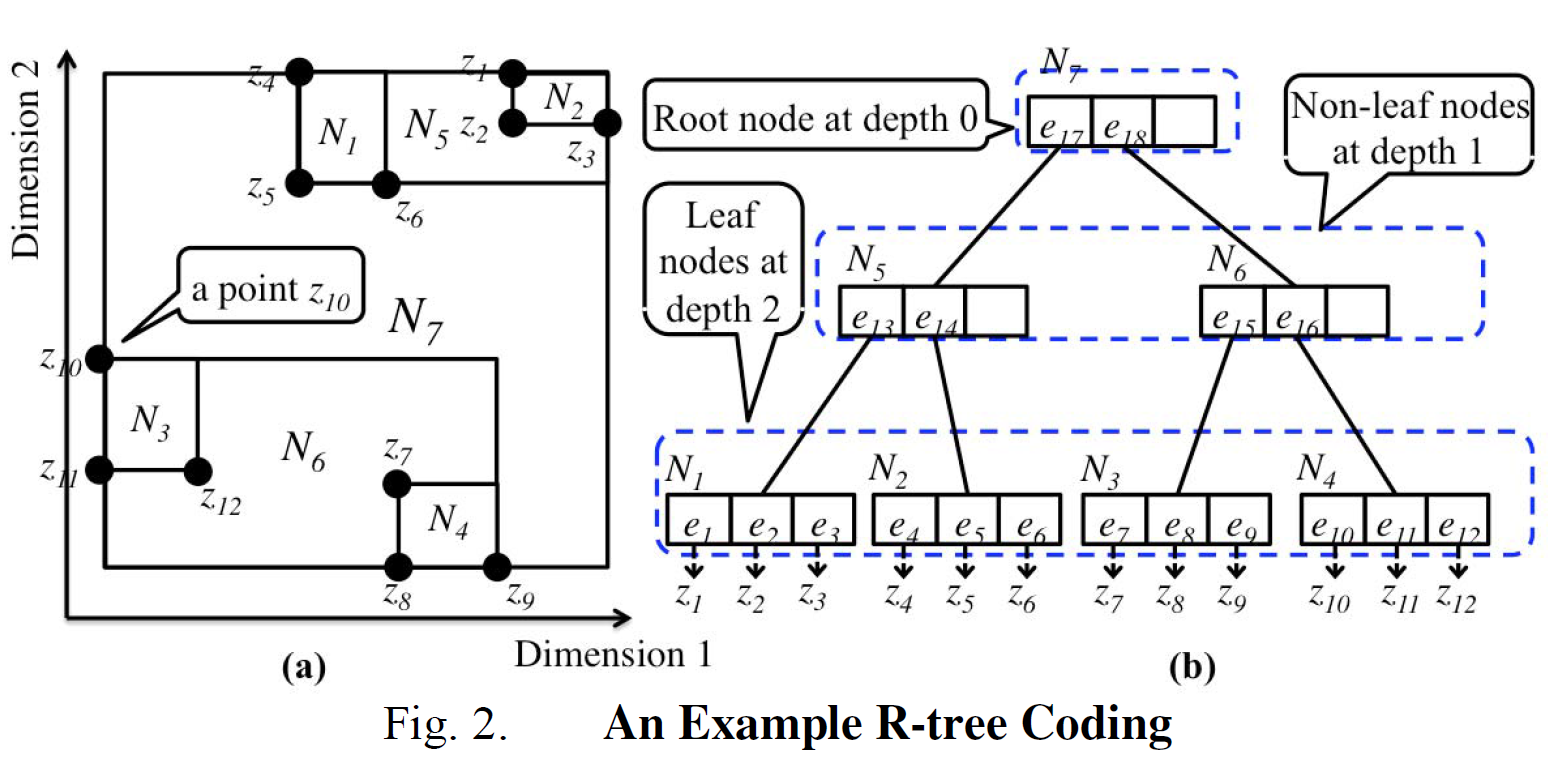 Dimension 2
z4
z1
N1
N5
z2
N2
z3
z5
z6
a point z10
N7
z10
N3
N6
z7
z11
z12
N4
z8
z9
Dimension 1
(a)
N7
Root node at depth 0
e17 e18
Non-leaf nodes
at depth 1
Leaf
nodes at
depth 2
N5
N6
e13 e14
e15 e16
N1
N2
N3
N4
e1 e2 e3
e4 e5 e6
e7 e8 e9
e10 e11 e12
z1 z2 z3
z4 z5 z6
z7 z8 z9
z10 z11 z12
(b)
Fig. 2. An Example R-tree Coding